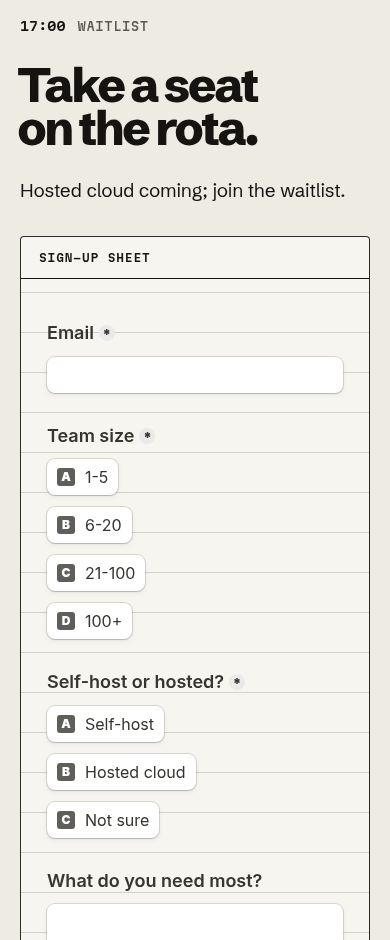 17:00 WAITLIST
Take a seat
on the rota.
Hosted cloud coming; join the waitlist.
SIGN-UP SHEET
Email *
Team size *
A 1-5
B 6-20
C 21-100
D 100+
Self-host or hosted? *
A Self-host
B Hosted cloud
C Not sure
What do you need most?